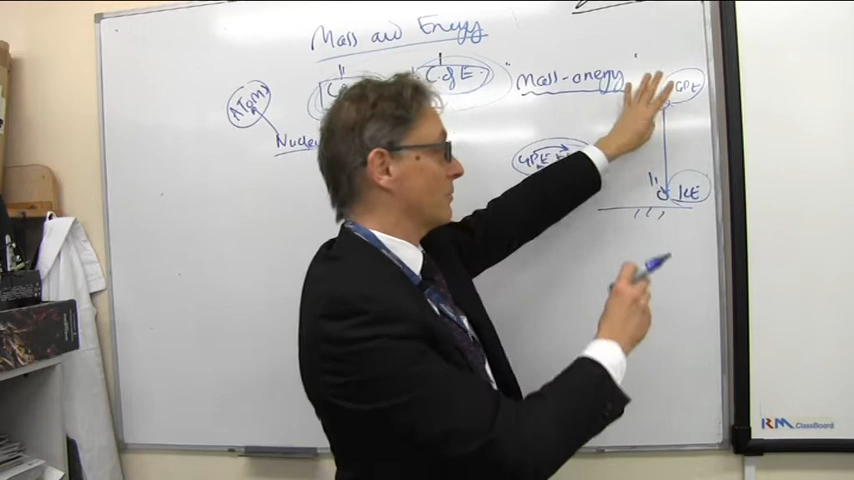 Mass and Energy
C of E.
Mass-energy
GPE
ATOMS
Nucle
GPE
KE
RM ClassBoard